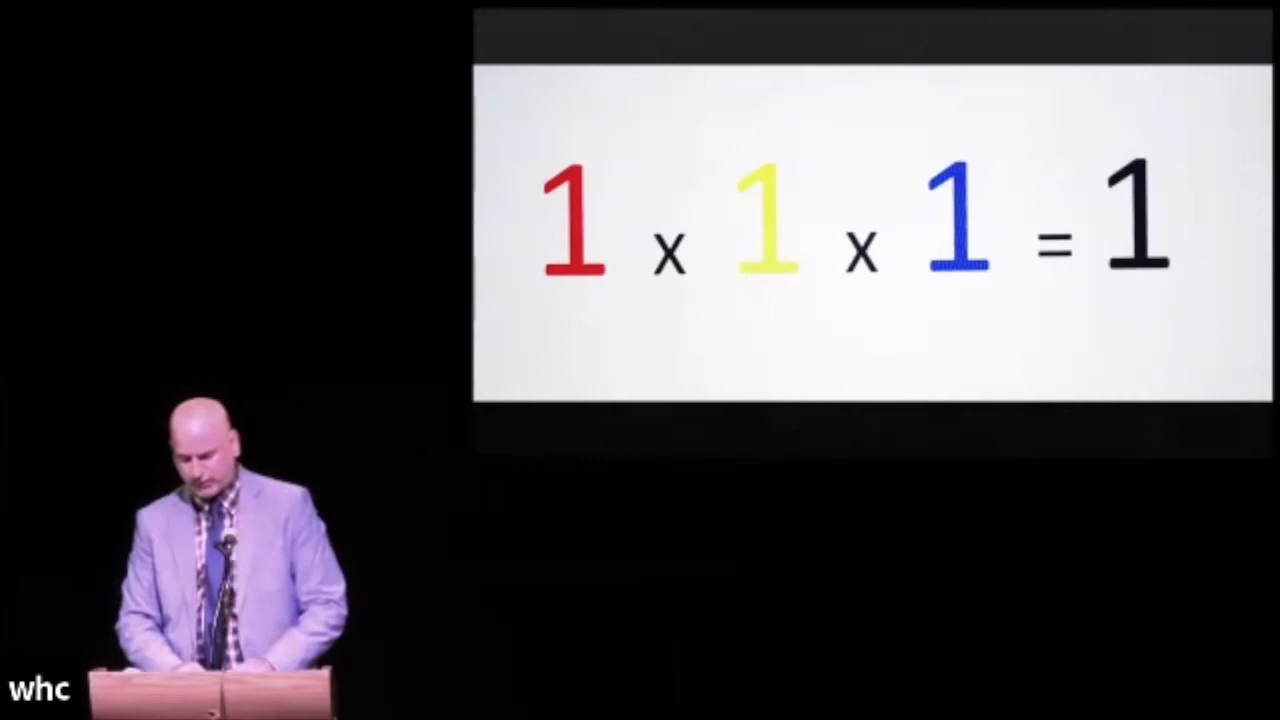 1 x 1 x 1 = 1
whc